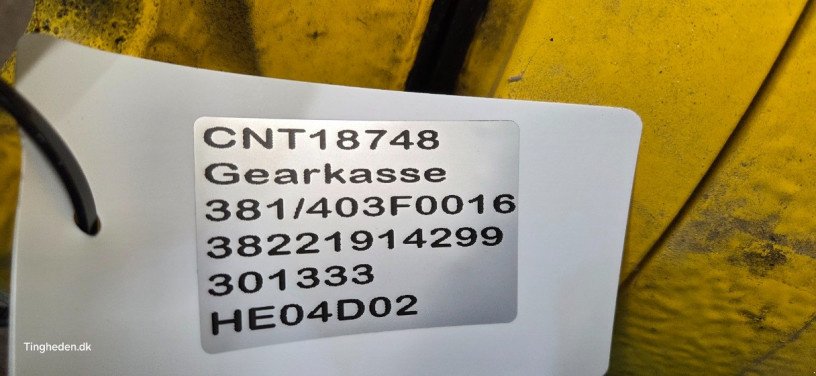 CNT18748
Gearkasse
381/403F0016
38221914299
301333
HE04D02
Tingheden.dk